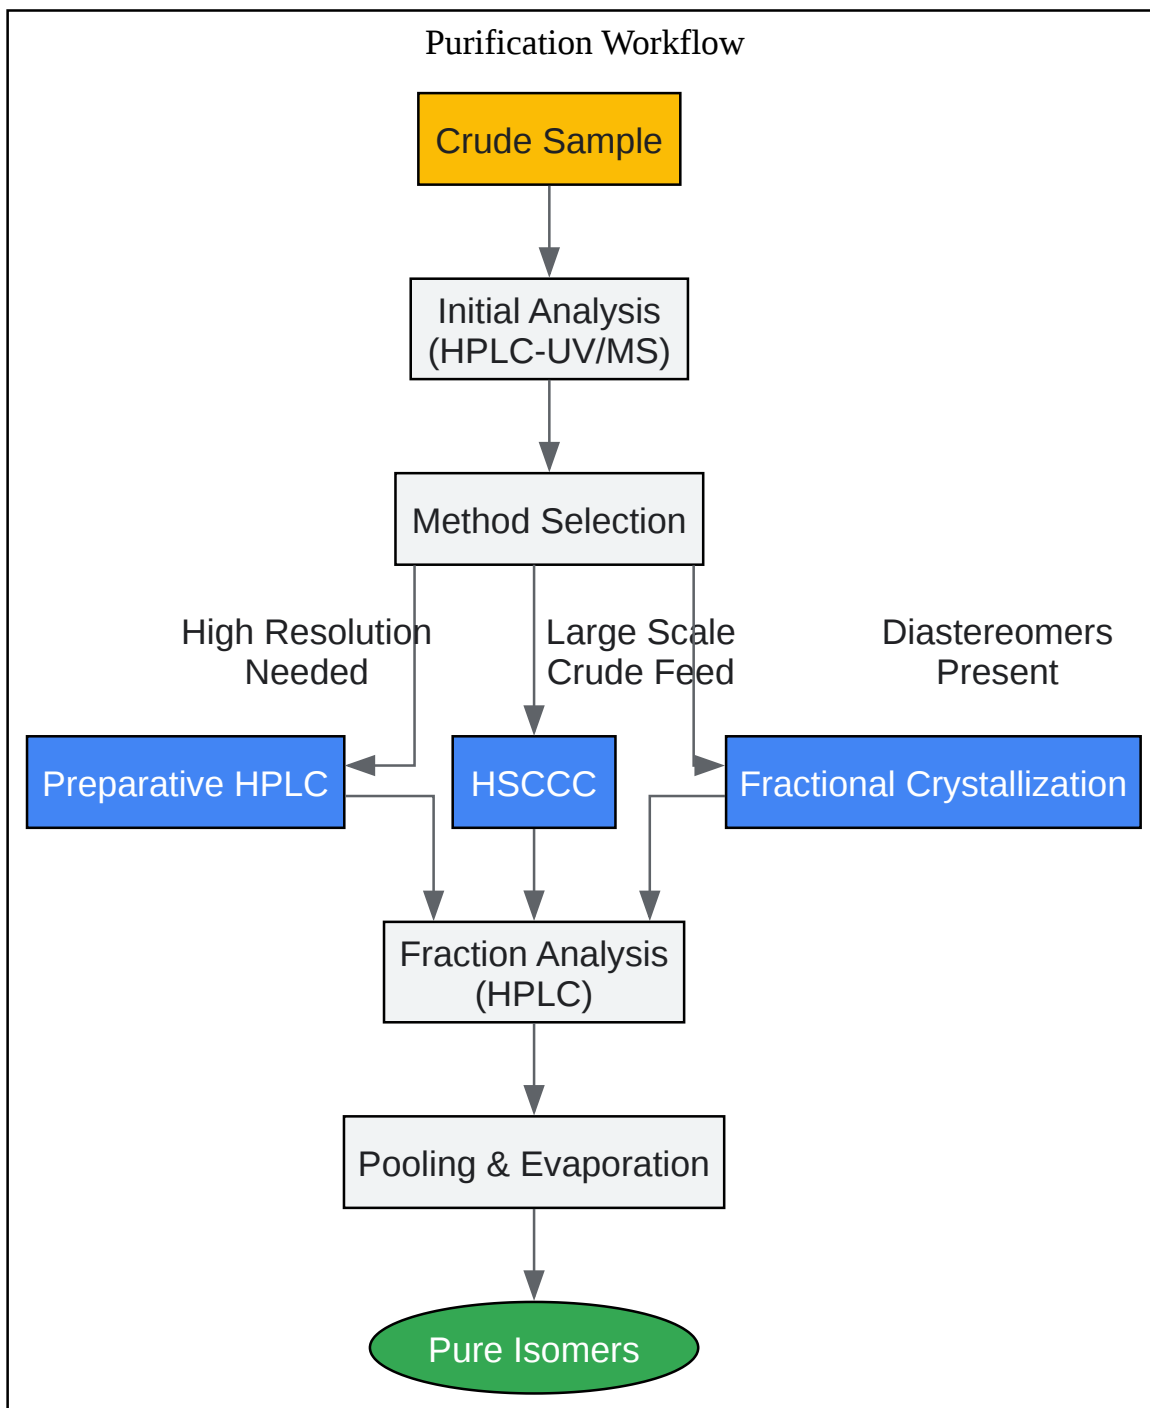 Purification Workflow
Crude Sample
Initial Analysis
(HPLC-UV/MS)
Method Selection
High Resolution
Needed
Large Scale
Crude Feed
Diastereomers
Present
Preparative HPLC
HSCCC
Fractional Crystallization
Fraction Analysis
(HPLC)
Pooling & Evaporation
Pure Isomers